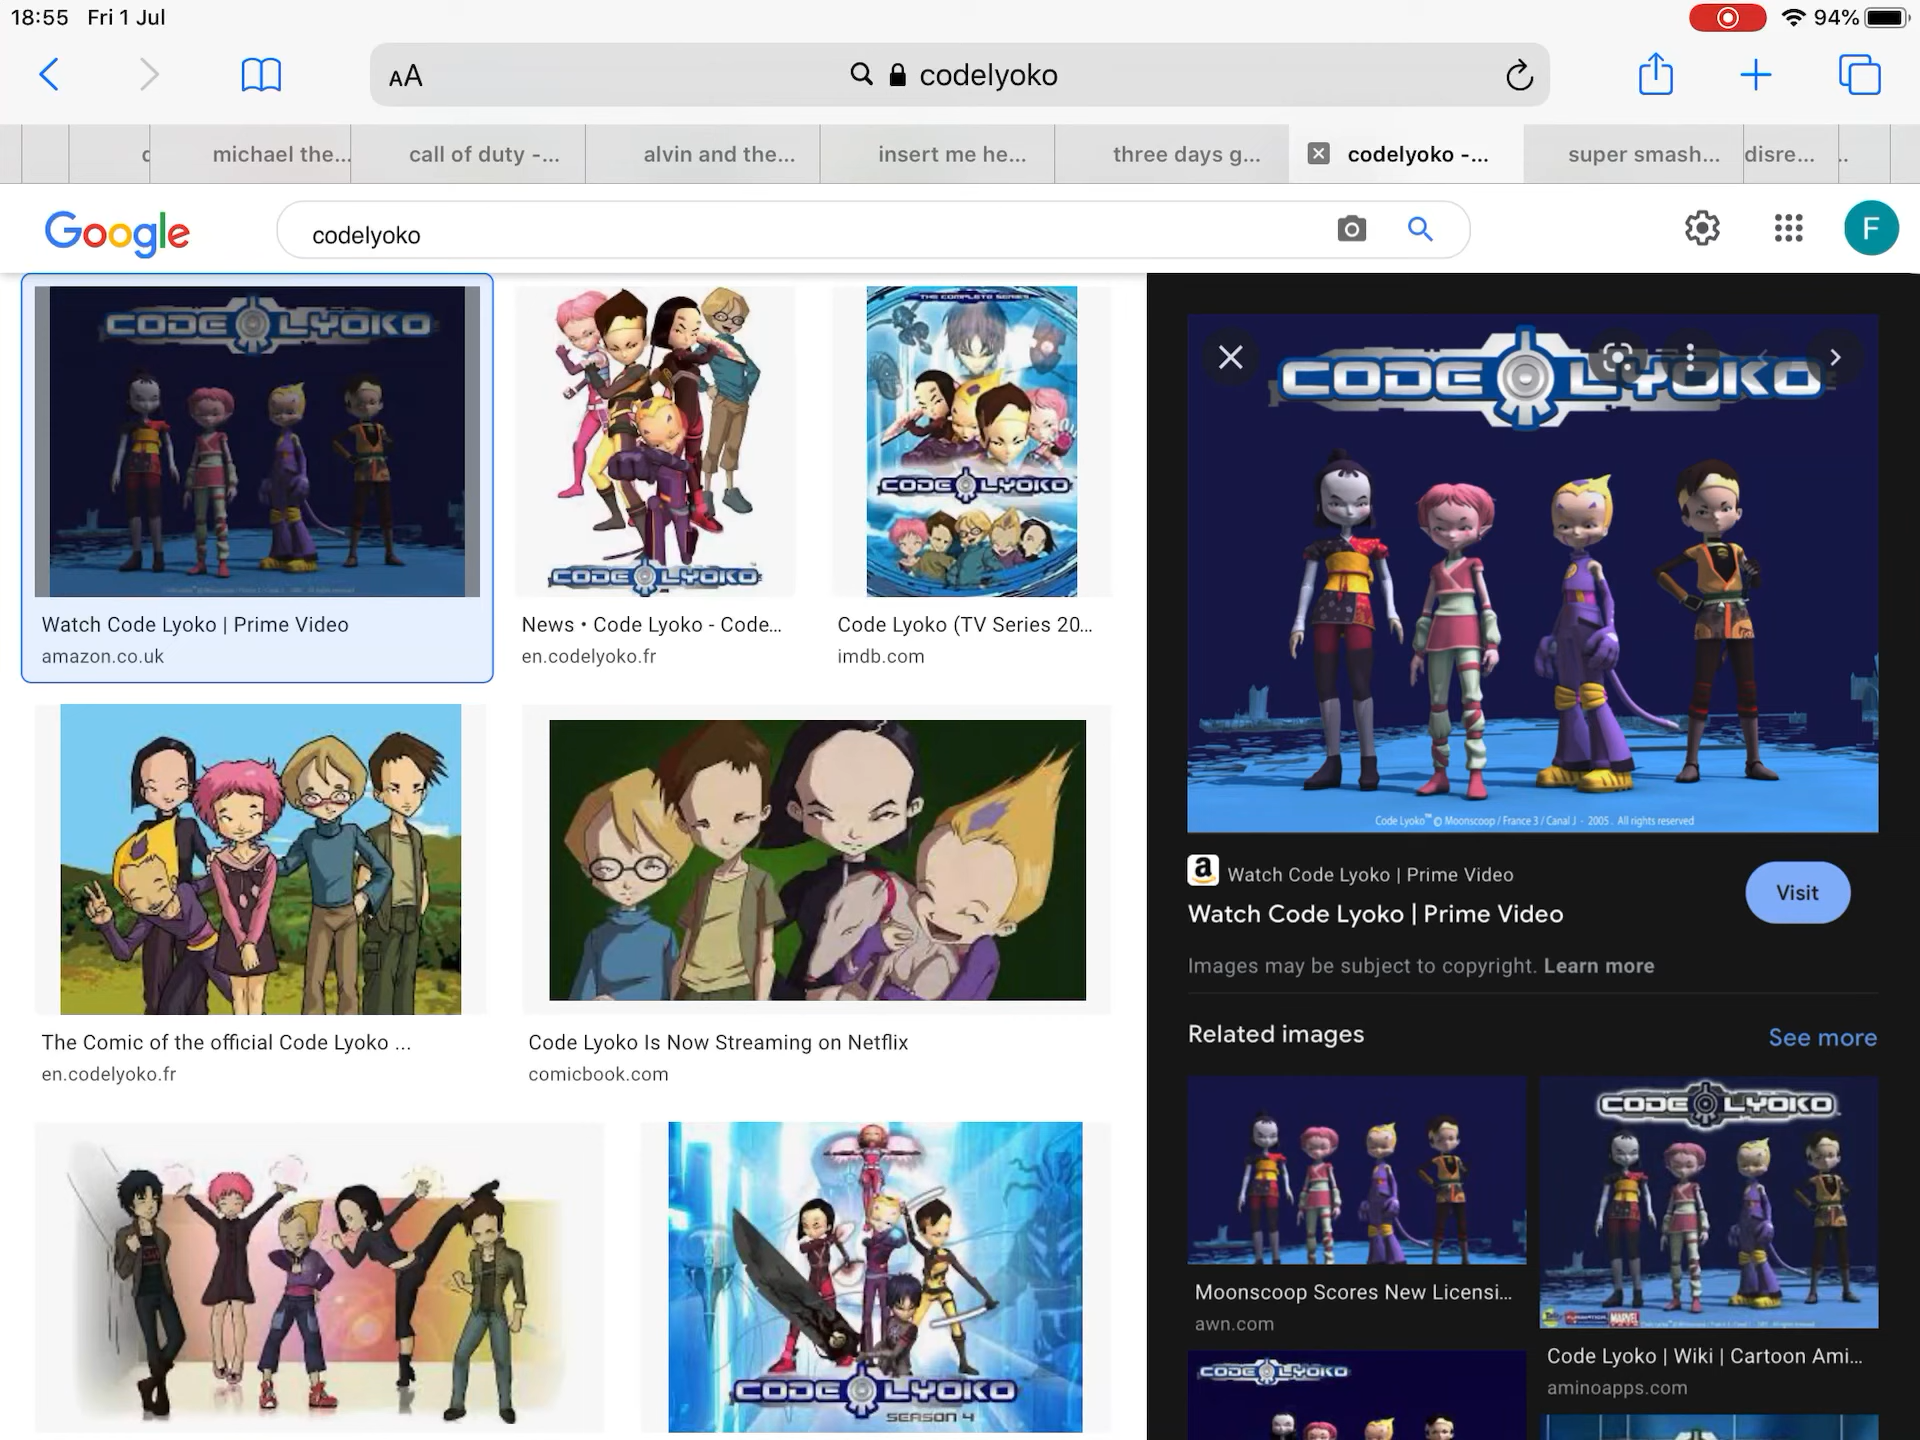 18:55 Fri 1 Jul
94%
AA
codelyoko
michael the...
call of duty -...
alvin and the...
insert me he...
three days g...
codelyoko -...
super smash...
disre...
..
Google
codelyoko
F
CODE LYOKO
Watch Code Lyoko | Prime Video
amazon.co.uk
CODE LYOKO
News • Code Lyoko - Code...
en.codelyoko.fr
THE COMPLETE SERIES
CODE LYOKO
Code Lyoko (TV Series 20...
imdb.com
The Comic of the official Code Lyoko ...
en.codelyoko.fr
Code Lyoko Is Now Streaming on Netflix
comicbook.com
CODE LYOKO
SEASON 4
CODE LYOKO
Code Lyoko™ © Moonscoop / France 3 / Canal J - 2005. All rights reserved
a
Watch Code Lyoko | Prime Video
Watch Code Lyoko | Prime Video
Visit
Images may be subject to copyright. Learn more
Related images
See more
Moonscoop Scores New Licensi...
awn.com
CODE LYOKO
MARVEL
Code Lyoko | Wiki | Cartoon Ami...
aminoapps.com
CODE LYOKO